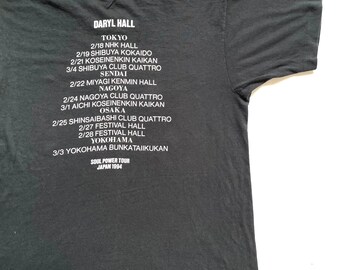 DARYL HALL
TOKYO
2/18 NHK HALL
2/19 SHIBUYA KOKAIDO
2/21 KOSEINENKIN KAIKAN
3/4 SHIBUYA CLUB QUATTRO
SENDAI
2/22 MIYAGI KENMIN HALL
NAGOYA
2/24 NAGOYA CLUB QUATTRO
3/1 AICHI KOSEINENKIN KAIKAN
OSAKA
2/25 SHINSAIBASHI CLUB QUATTRO
2/27 FESTIVAL HALL
2/28 FESTIVAL HALL
YOKOHAMA
3/3 YOKOHAMA BUNKATAIIKUKAN
SOUL POWER TOUR
JAPAN 1994